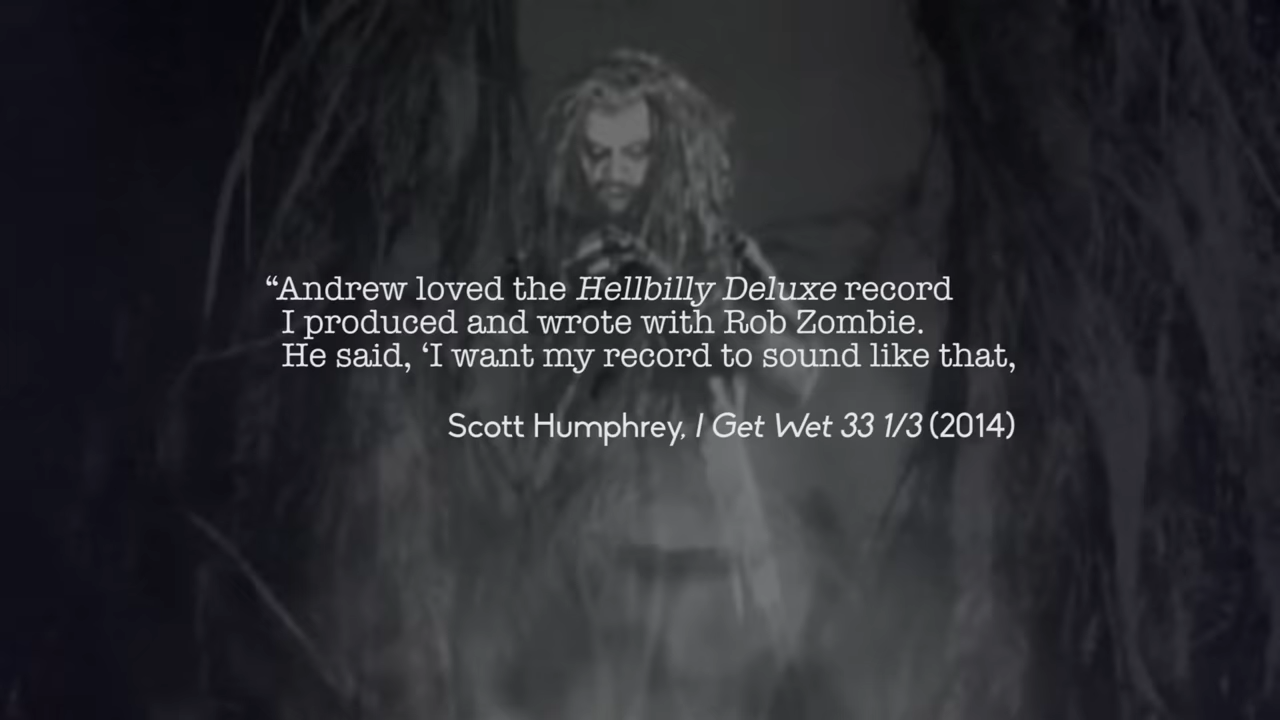 “Andrew loved the Hellbilly Deluxe record
I produced and wrote with Rob Zombie.
He said, ‘I want my record to sound like that,
Scott Humphrey, I Get Wet 33 1/3 (2014)